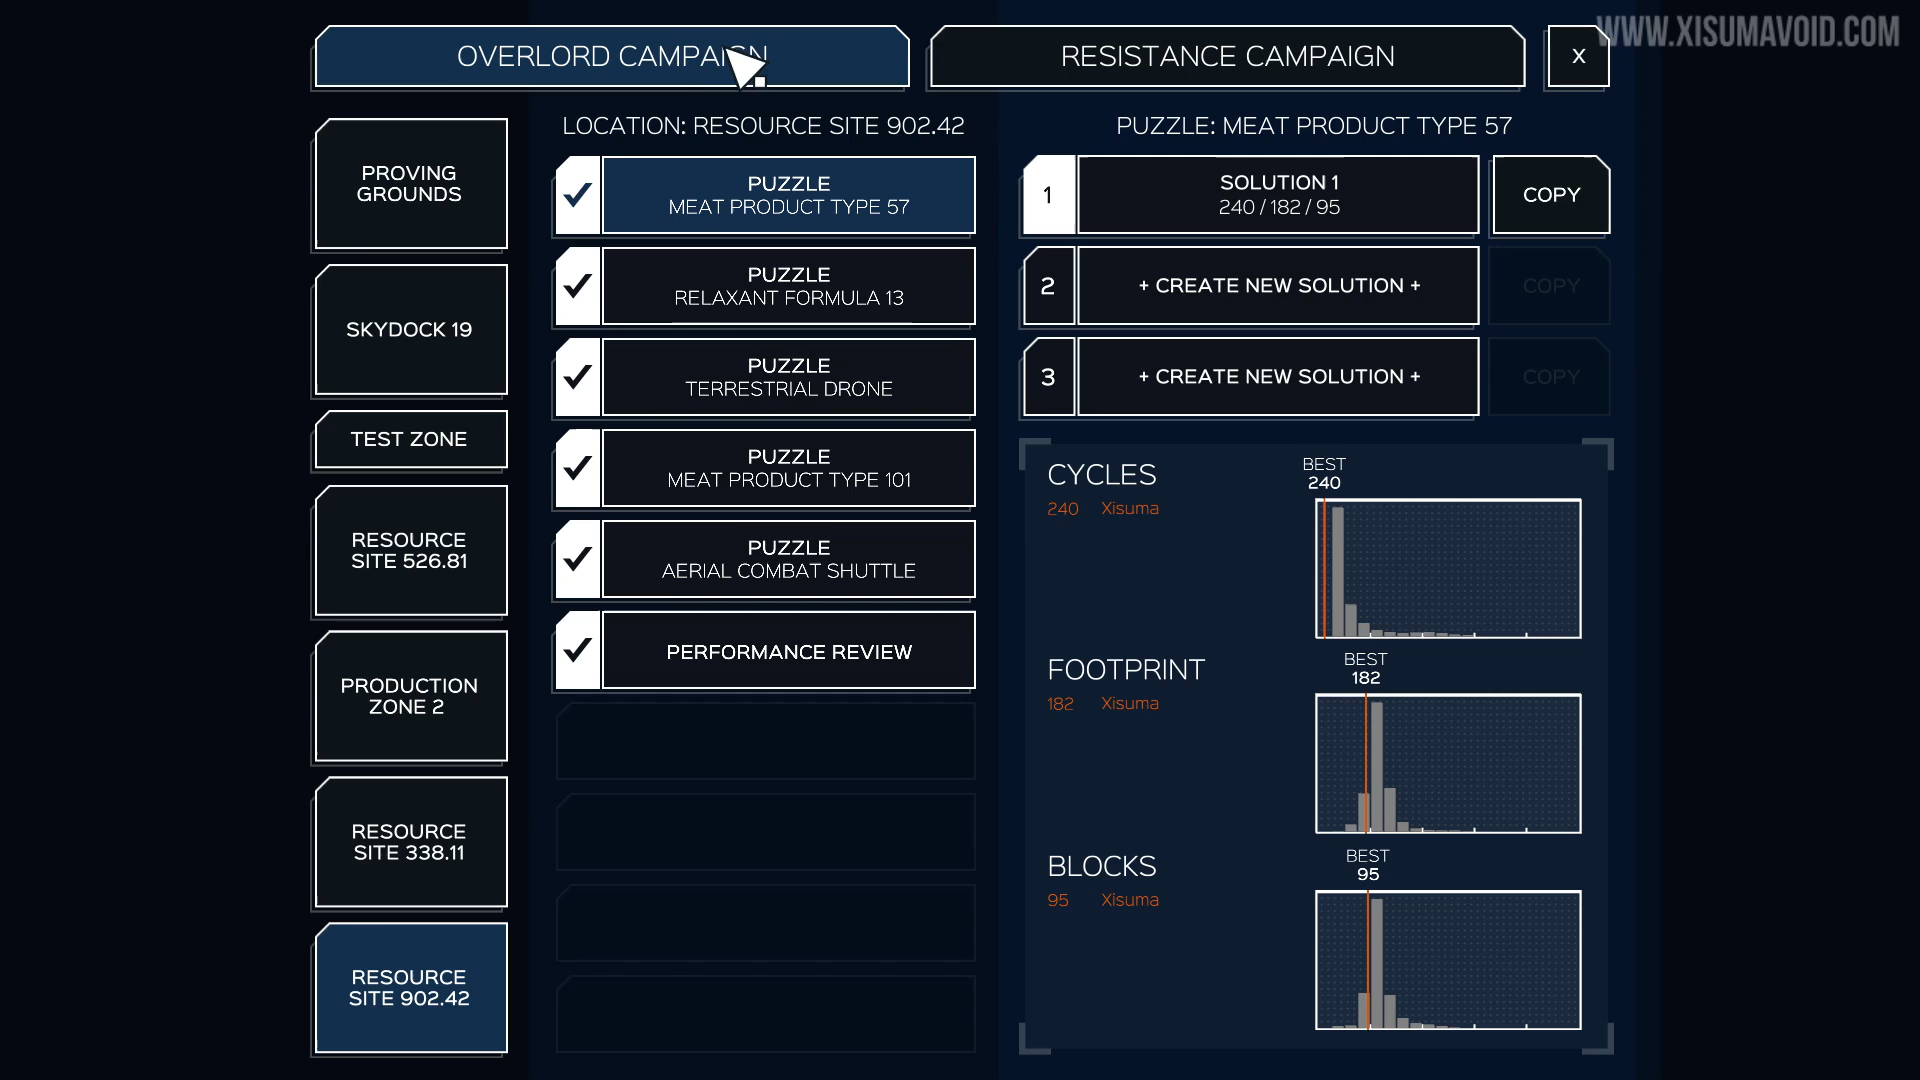 WWW.XISUMAVOID.COM
OVERLORD CAMPAIGN
RESISTANCE CAMPAIGN
X
PROVING
GROUNDS
SKYDOCK 19
TEST ZONE
RESOURCE
SITE 526.81
PRODUCTION
ZONE 2
RESOURCE
SITE 338.11
RESOURCE
SITE 902.42
LOCATION: RESOURCE SITE 902.42
PUZZLE
MEAT PRODUCT TYPE 57
PUZZLE
RELAXANT FORMULA 13
PUZZLE
TERRESTRIAL DRONE
PUZZLE
MEAT PRODUCT TYPE 101
PUZZLE
AERIAL COMBAT SHUTTLE
PERFORMANCE REVIEW
PUZZLE: MEAT PRODUCT TYPE 57
1
SOLUTION 1
240 / 182 / 95
COPY
2
+ CREATE NEW SOLUTION +
COPY
3
+ CREATE NEW SOLUTION +
COPY
CYCLES
240 Xisuma
BEST
240
FOOTPRINT
182 Xisuma
BEST
182
BLOCKS
95 Xisuma
BEST
95